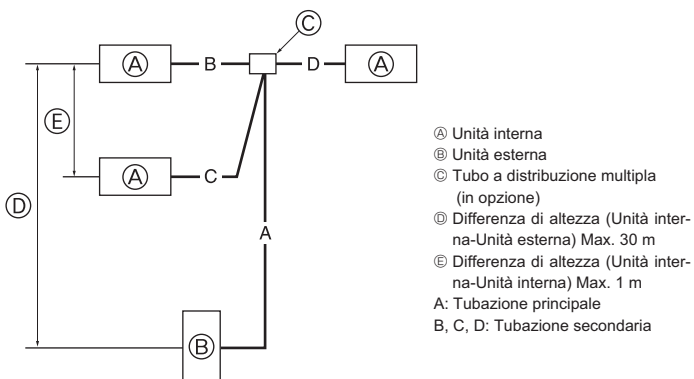 Ⓒ
Ⓐ B D Ⓐ
Ⓔ
Ⓐ C
Ⓓ
A
Ⓑ
Ⓐ Unità interna
Ⓑ Unità esterna
Ⓒ Tubo a distribuzione multipla
(in opzione)
Ⓓ Differenza di altezza (Unità inter-
na-Unità esterna) Max. 30 m
Ⓔ Differenza di altezza (Unità inter-
na-Unità interna) Max. 1 m
A: Tubazione principale
B, C, D: Tubazione secondaria